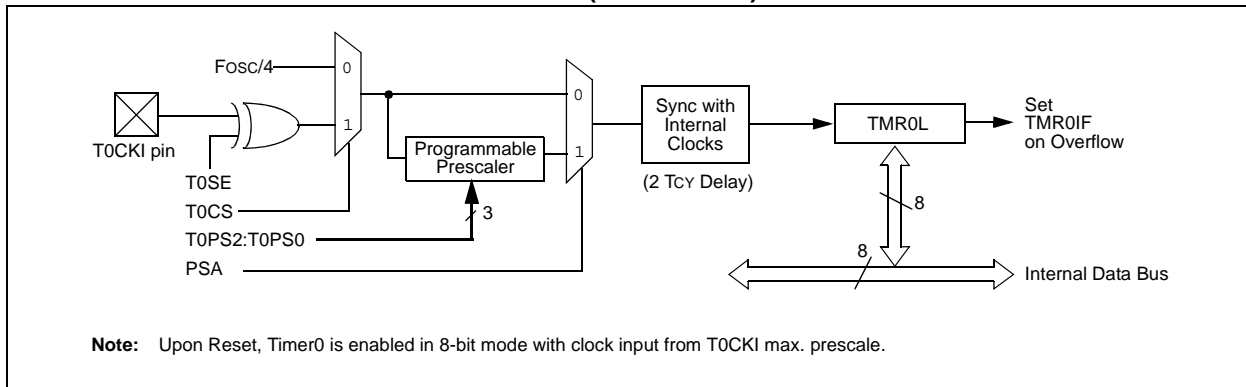 FOSC/4
0
1
T0CKI pin
T0SE
T0CS
T0PS2:T0PS0
PSA
Programmable
Prescaler
3
0
1
Sync with
Internal
Clocks
(2 TCY Delay)
TMR0L
Set
TMR0IF
on Overflow
8
8
Internal Data Bus
Note: Upon Reset, Timer0 is enabled in 8-bit mode with clock input from T0CKI max. prescale.